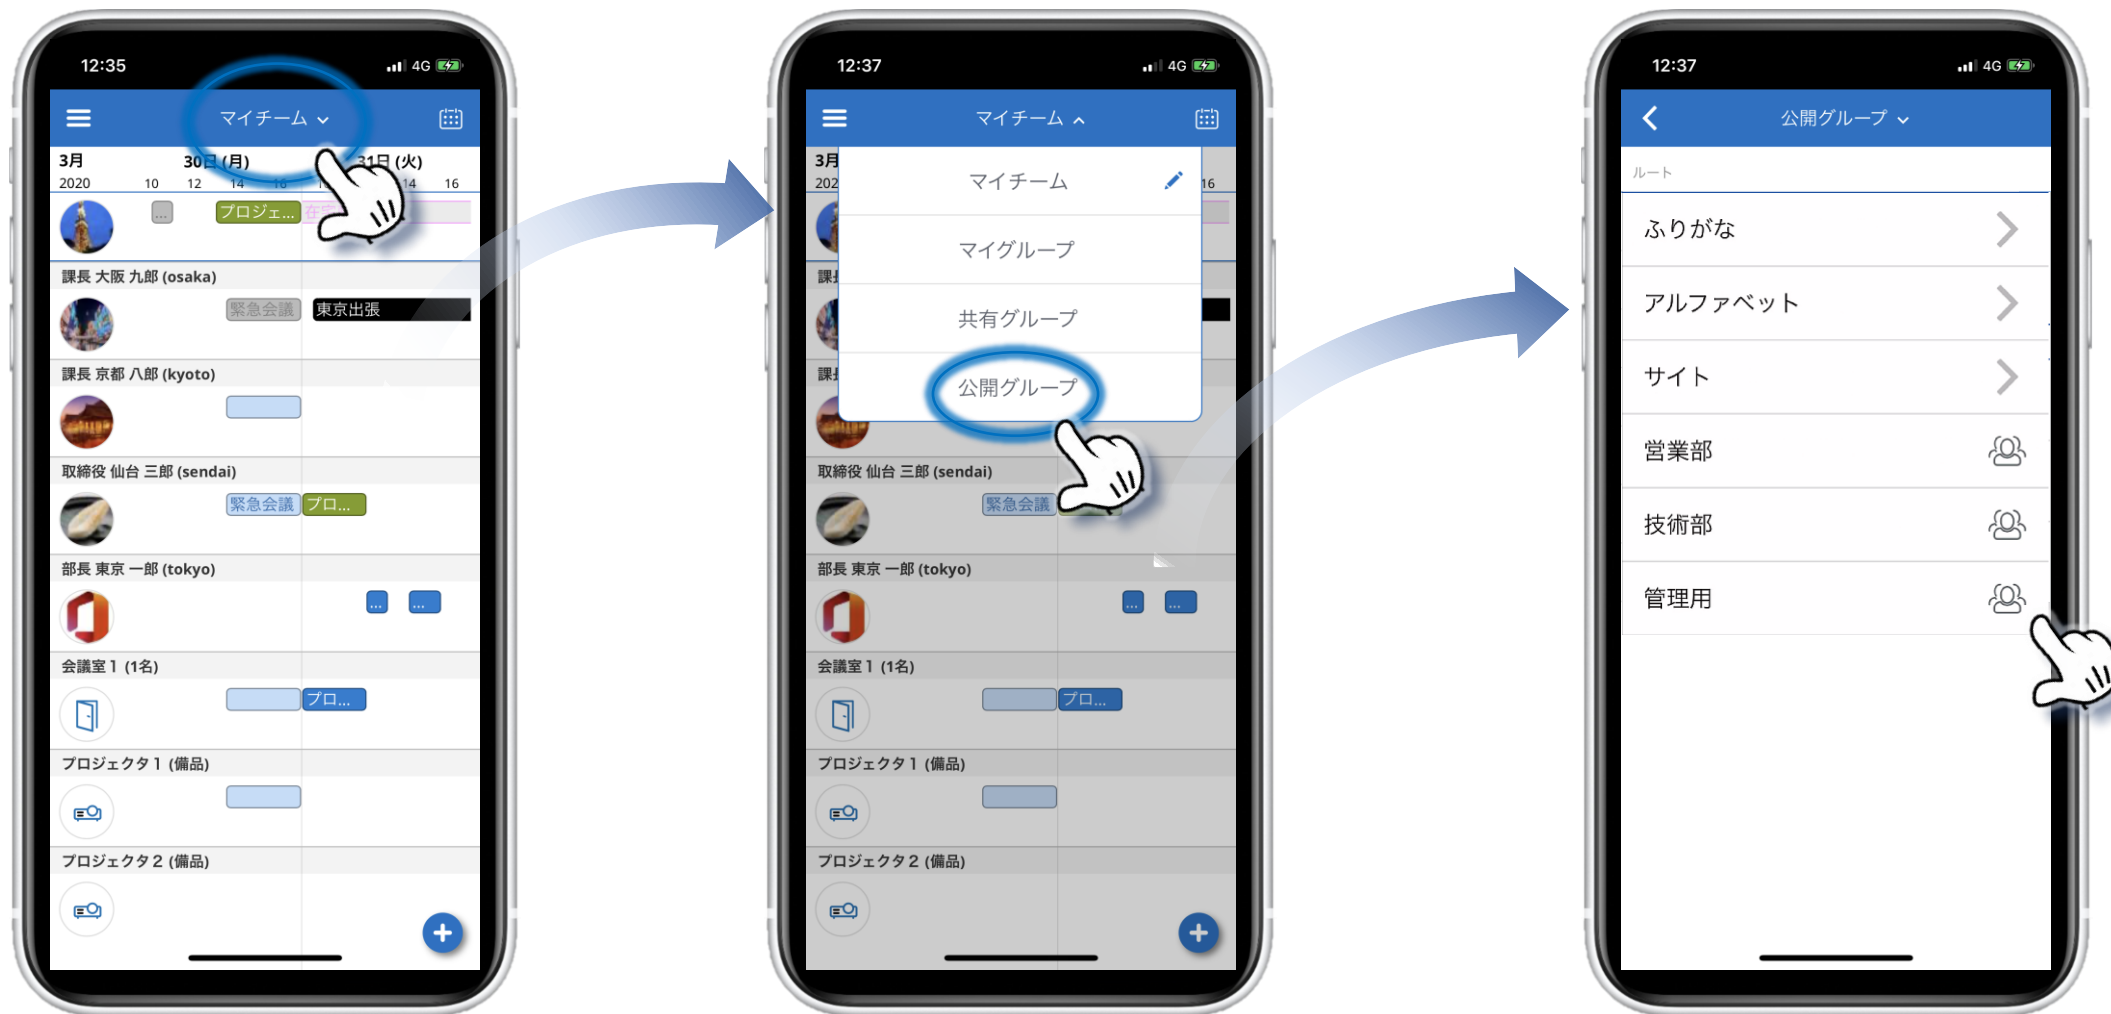 12:35
4G
マイチーム
3月
30日 (月)
31日 (火)
2020
10
12
14
16
14
16
...
プロジェ...
課長 大阪 九郎 (osaka)
緊急会議
東京出張
課長 京都 八郎 (kyoto)
取締役 仙台 三郎 (sendai)
緊急会議
プロ...
部長 東京 一郎 (tokyo)
...
...
会議室1 (1名)
プロ...
プロジェクタ1 (備品)
プロジェクタ2 (備品)
12:37
4G
マイチーム
3月
16
マイチーム
マイグループ
共有グループ
公開グループ
取締役 仙台 三郎 (sendai)
緊急会議
部長 東京 一郎 (tokyo)
...
...
会議室1 (1名)
プロ...
プロジェクタ1 (備品)
プロジェクタ2 (備品)
12:37
4G
公開グループ
ルート
ふりがな
アルファベット
サイト
営業部
技術部
管理用